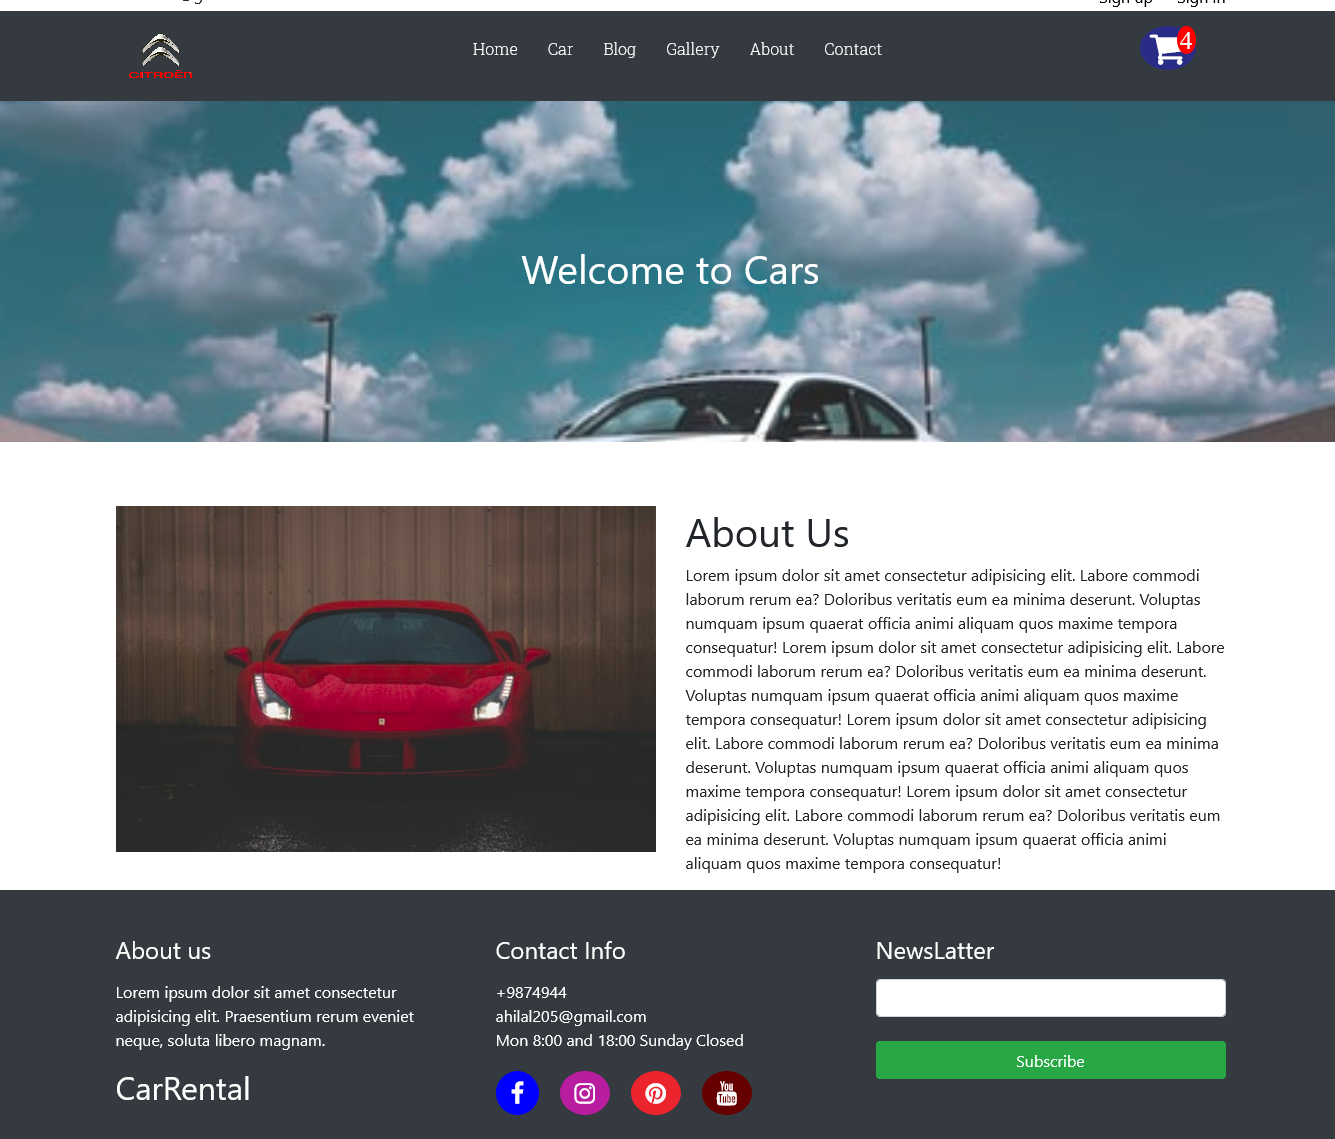 Sign up Sign in
CITROËN
Home Car Blog Gallery About Contact
4
Welcome to Cars
About Us
Lorem ipsum dolor sit amet consectetur adipisicing elit. Labore commodi
laborum rerum ea? Doloribus veritatis eum ea minima deserunt. Voluptas
numquam ipsum quaerat officia animi aliquam quos maxime tempora
consequatur! Lorem ipsum dolor sit amet consectetur adipisicing elit. Labore
commodi laborum rerum ea? Doloribus veritatis eum ea minima deserunt.
Voluptas numquam ipsum quaerat officia animi aliquam quos maxime
tempora consequatur! Lorem ipsum dolor sit amet consectetur adipisicing
elit. Labore commodi laborum rerum ea? Doloribus veritatis eum ea minima
deserunt. Voluptas numquam ipsum quaerat officia animi aliquam quos
maxime tempora consequatur! Lorem ipsum dolor sit amet consectetur
adipisicing elit. Labore commodi laborum rerum ea? Doloribus veritatis eum
ea minima deserunt. Voluptas numquam ipsum quaerat officia animi
aliquam quos maxime tempora consequatur!
About us
Lorem ipsum dolor sit amet consectetur
adipisicing elit. Praesentium rerum eveniet
neque, soluta libero magnam.
CarRental
Contact Info
+9874944
ahilal205@gmail.com
Mon 8:00 and 18:00 Sunday Closed
You
Tube
NewsLatter
Subscribe